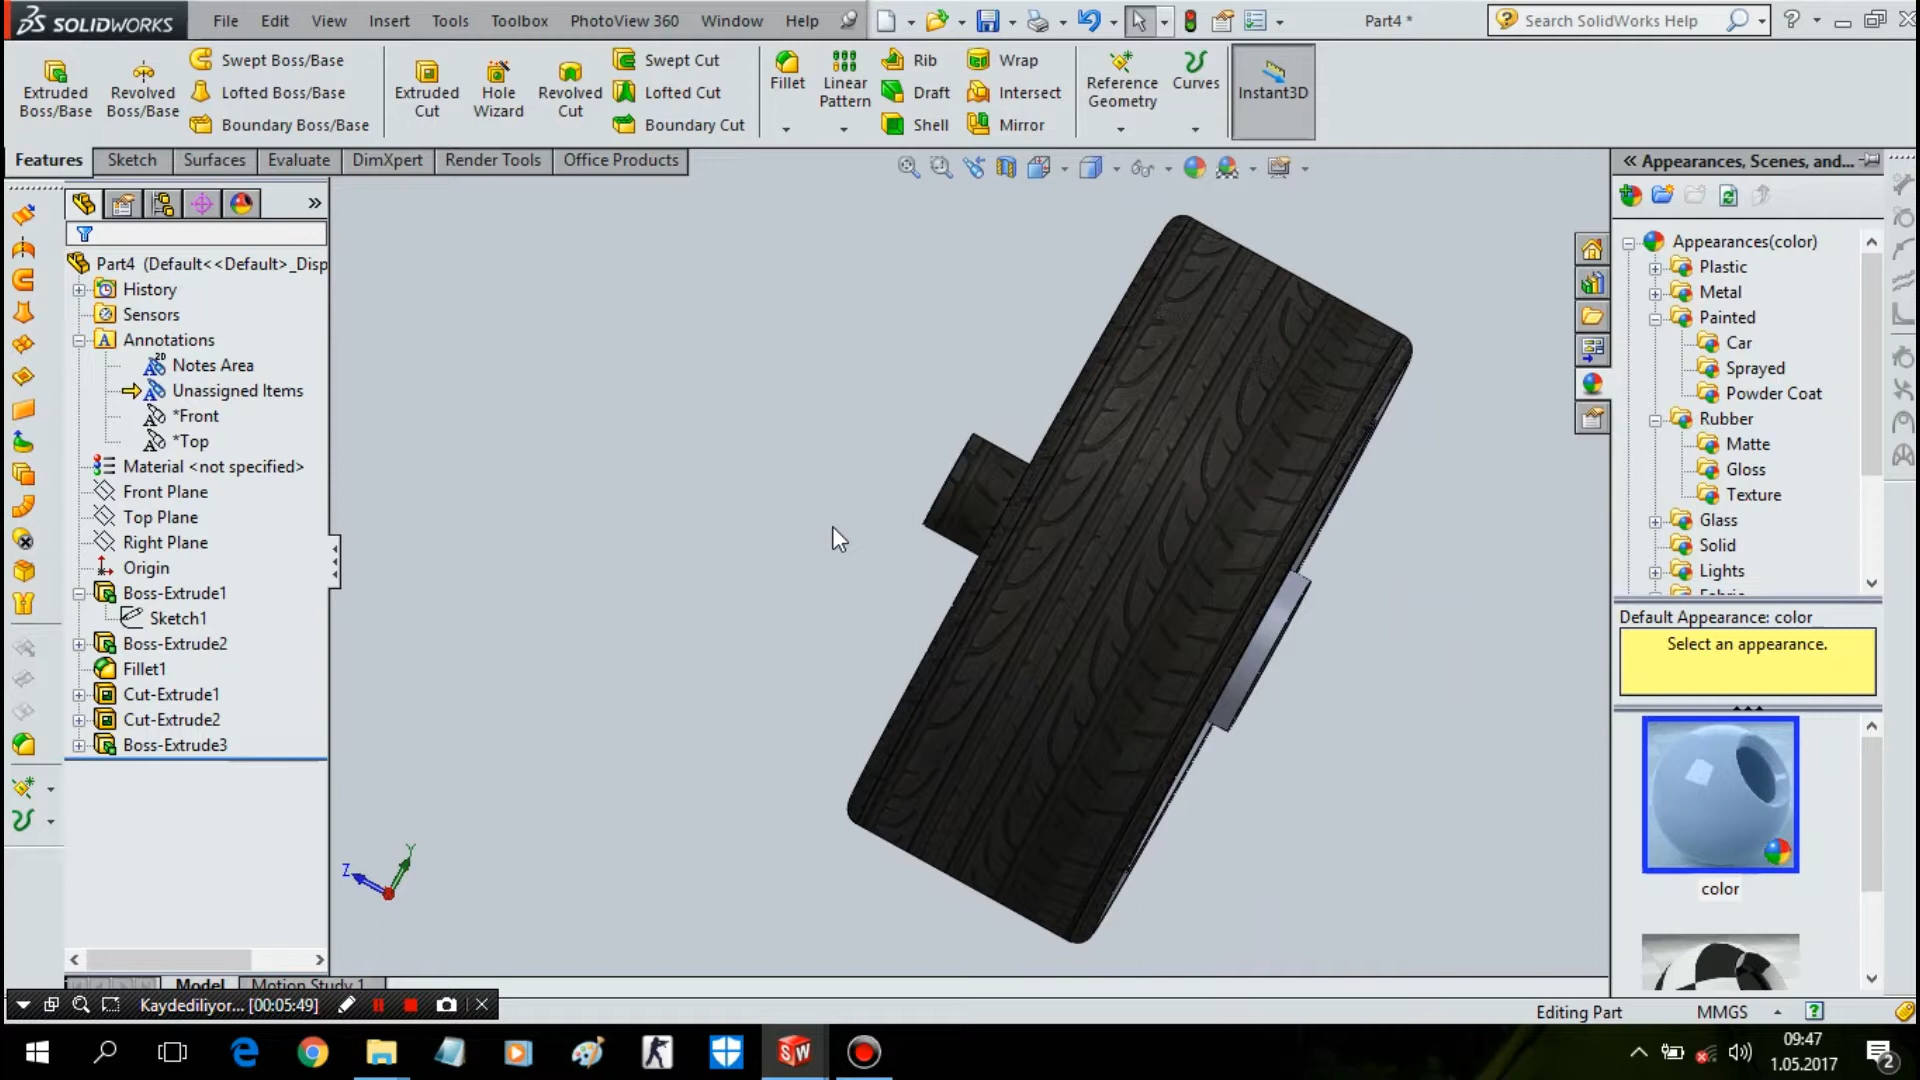 SOLIDWORKS
File Edit View Insert Tools Toolbox PhotoView 360 Window Help
Part4 *
Search SolidWorks Help
Extruded Boss/Base
Revolved Boss/Base
Swept Boss/Base
Lofted Boss/Base
Boundary Boss/Base
Extruded Cut
Hole Wizard
Revolved Cut
Swept Cut
Lofted Cut
Boundary Cut
Fillet
Linear Pattern
Rib
Draft
Shell
Wrap
Intersect
Mirror
Reference Geometry
Curves
Instant3D
Features Sketch Surfaces Evaluate DimXpert Render Tools Office Products
Part4 (Default<<Default>_Disp
History
Sensors
Annotations
Notes Area
Unassigned Items
*Front
*Top
Material <not specified>
Front Plane
Top Plane
Right Plane
Origin
Boss-Extrude1
Sketch1
Boss-Extrude2
Fillet1
Cut-Extrude1
Cut-Extrude2
Boss-Extrude3
Z
Y
Appearances, Scenes, and...
Appearances(color)
Plastic
Metal
Painted
Car
Sprayed
Powder Coat
Rubber
Matte
Gloss
Texture
Glass
Solid
Lights
Fabric
Default Appearance: color
Select an appearance.
color
Model Motion Study 1
Kaydediliyor... [00:05:49]
Editing Part MMGS
09:47
1.05.2017
2